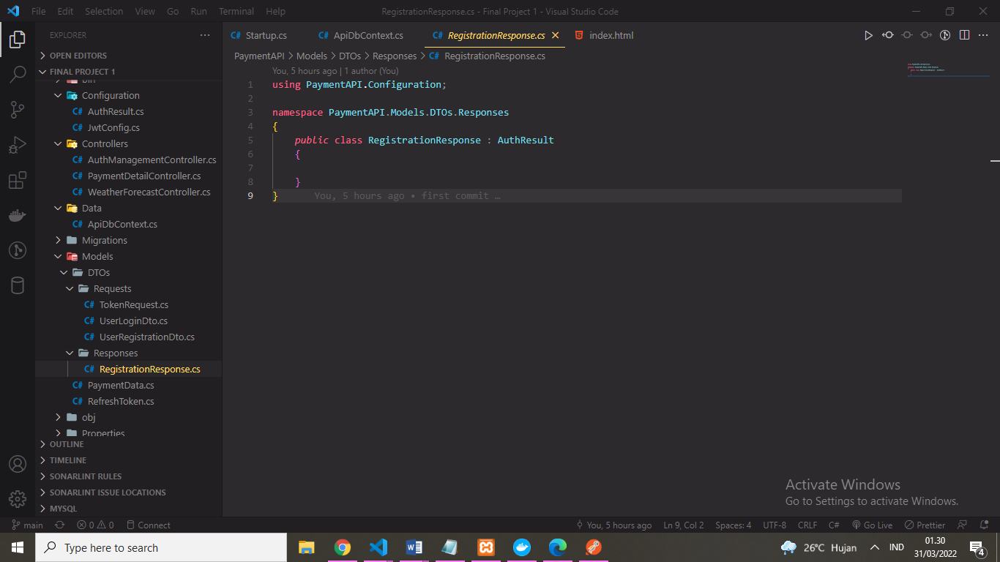 File Edit Selection View Go Run Terminal Help RegistrationResponse.cs - Final Project 1 - Visual Studio Code
EXPLORER
OPEN EDITORS
FINAL PROJECT 1
bin
Configuration
C# AuthResult.cs
C# JwtConfig.cs
Controllers
C# AuthManagementController.cs
C# PaymentDetailController.cs
C# WeatherForecastController.cs
Data
C# ApiDbContext.cs
Migrations
Models
DTOs
Requests
C# TokenRequest.cs
C# UserLoginDto.cs
C# UserRegistrationDto.cs
Responses
C# RegistrationResponse.cs
C# PaymentData.cs
C# RefreshToken.cs
obj
Properties
OUTLINE
TIMELINE
SONARLINT RULES
SONARLINT ISSUE LOCATIONS
MYSQL
C# Startup.cs C# ApiDbContext.cs C# RegistrationResponse.cs index.html
PaymentAPI > Models > DTOs > Responses > C# RegistrationResponse.cs
You, 5 hours ago | 1 author (You)
1 using PaymentAPI.Configuration;
2
3 namespace PaymentAPI.Models.DTOs.Responses
4 {
5 public class RegistrationResponse : AuthResult
6 {
7
8 }
9 } You, 5 hours ago • first commit …
Activate Windows
Go to Settings to activate Windows.
main 0 0 Connect You, 5 hours ago Ln 9, Col 2 Spaces: 4 UTF-8 CRLF C# Go Live Prettier
Type here to search 26°C Hujan IND 01.30
31/03/2022 4